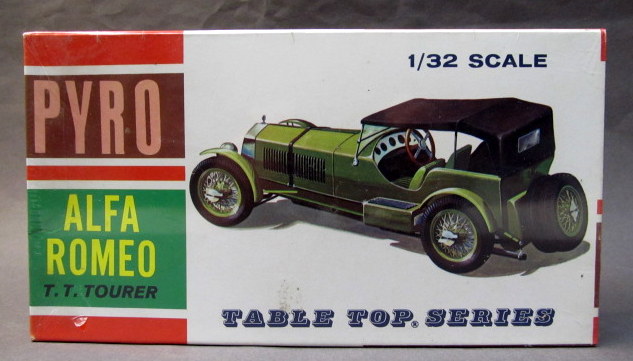 PYRO
ALFA
ROMEO
T. T. TOURER
1/32 SCALE
TABLE TOP® SERIES